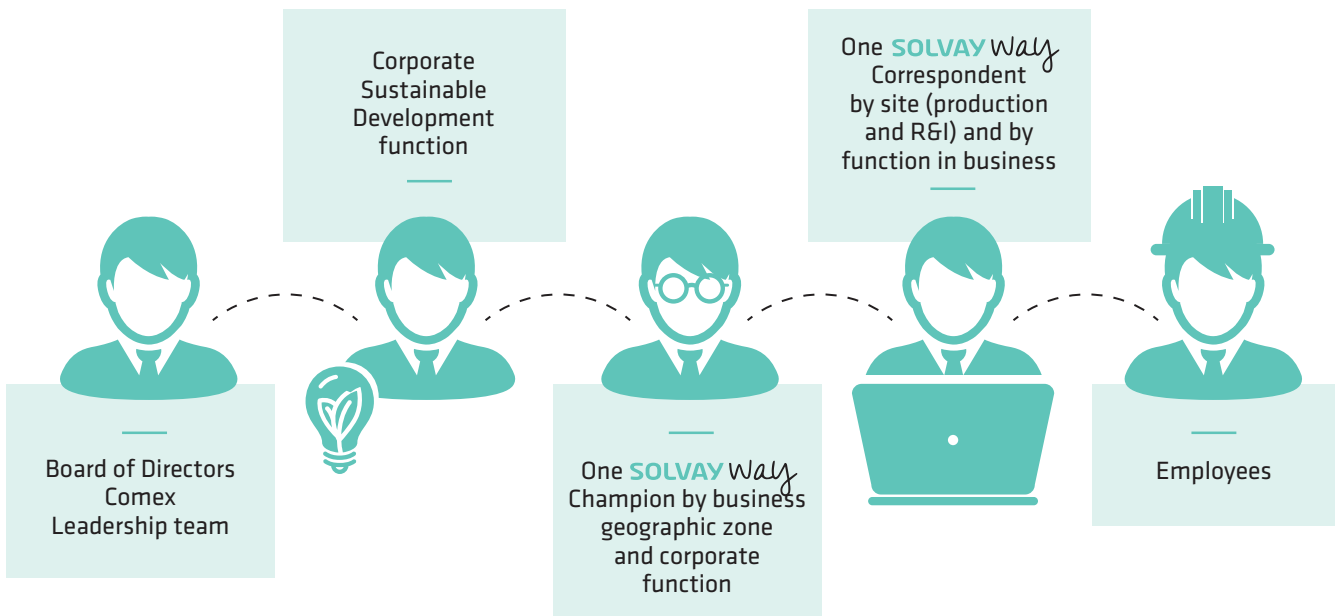 Board of Directors
Comex
Leadership team
Corporate
Sustainable
Development
function
One SOLVAY way
Champion by business
geographic zone
and corporate
function
One SOLVAY way
Correspondent
by site (production
and R&I) and by
function in business
Employees